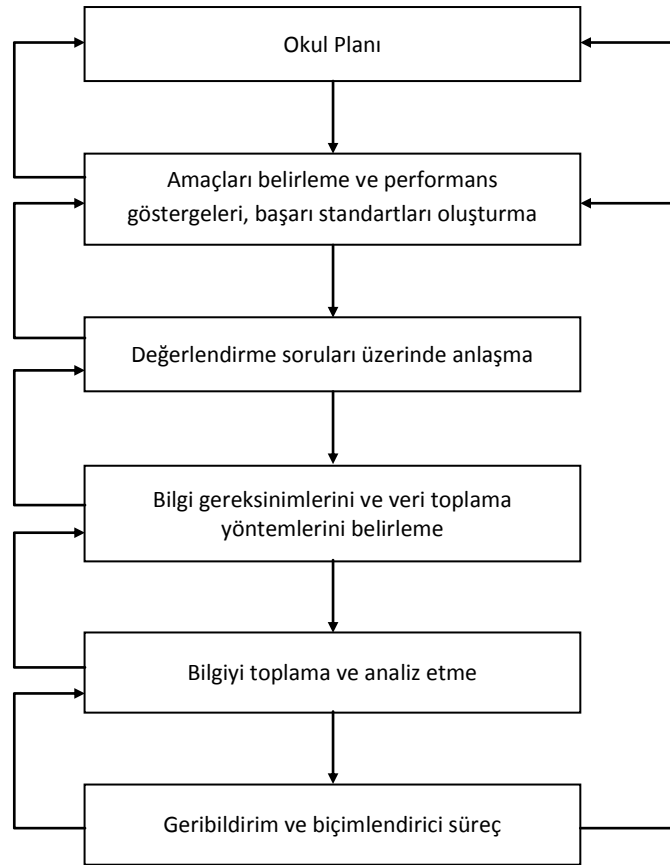 Okul Planı
Amaçları belirleme ve performans
göstergeleri, başarı standartları oluşturma
Değerlendirme soruları üzerinde anlaşma
Bilgi gereksinimlerini ve veri toplama
yöntemlerini belirleme
Bilgiyi toplama ve analiz etme
Geribildirim ve biçimlendirici süreç